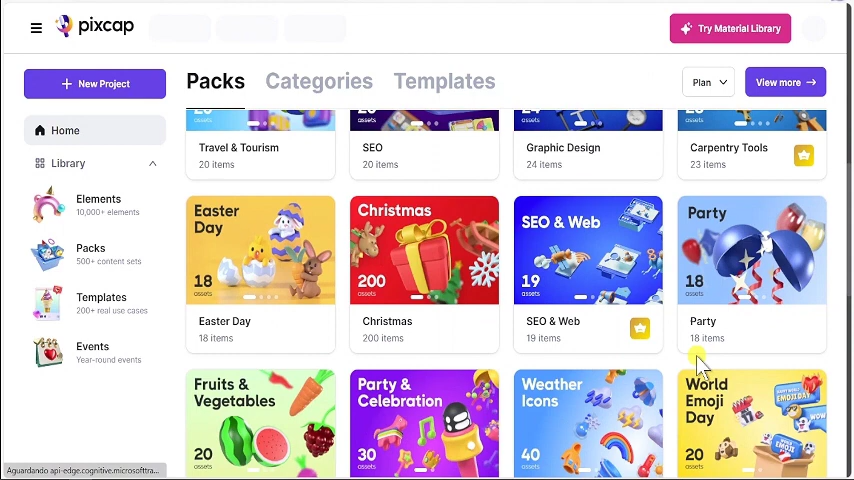 pixcap
Try Material Library
New Project
Packs
Categories
Templates
Plan
View more
Home
Library
Elements
10,000+ elements
Packs
500+ content sets
Templates
200+ real use cases
Events
Year-round events
assets
assets
assets
assets
Travel & Tourism
20 items
SEO
20 items
Graphic Design
24 items
Carpentry Tools
23 items
Easter
Day
18
assets
Easter Day
18 items
Christmas
200
assets
Christmas
200 items
SEO & Web
19
assets
SEO & Web
19 items
Party
18
assets
Party
18 items
Fruits &
Vegetables
20
assets
Party &
Celebration
30
assets
Weather
Icons
40
assets
World
Emoji
Day
20
assets
Aguardando api-edge.cognitive.microsofttra...